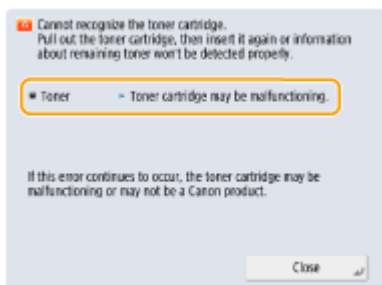 Cannot recognize the toner cartridge.
Pull out the toner cartridge, then insert it again or information
about remaining toner won't be detected properly.
■ Toner ► Toner cartridge may be malfunctioning.
If this error continues to occur, the toner cartridge may be
malfunctioning or may not be a Canon product.
Close